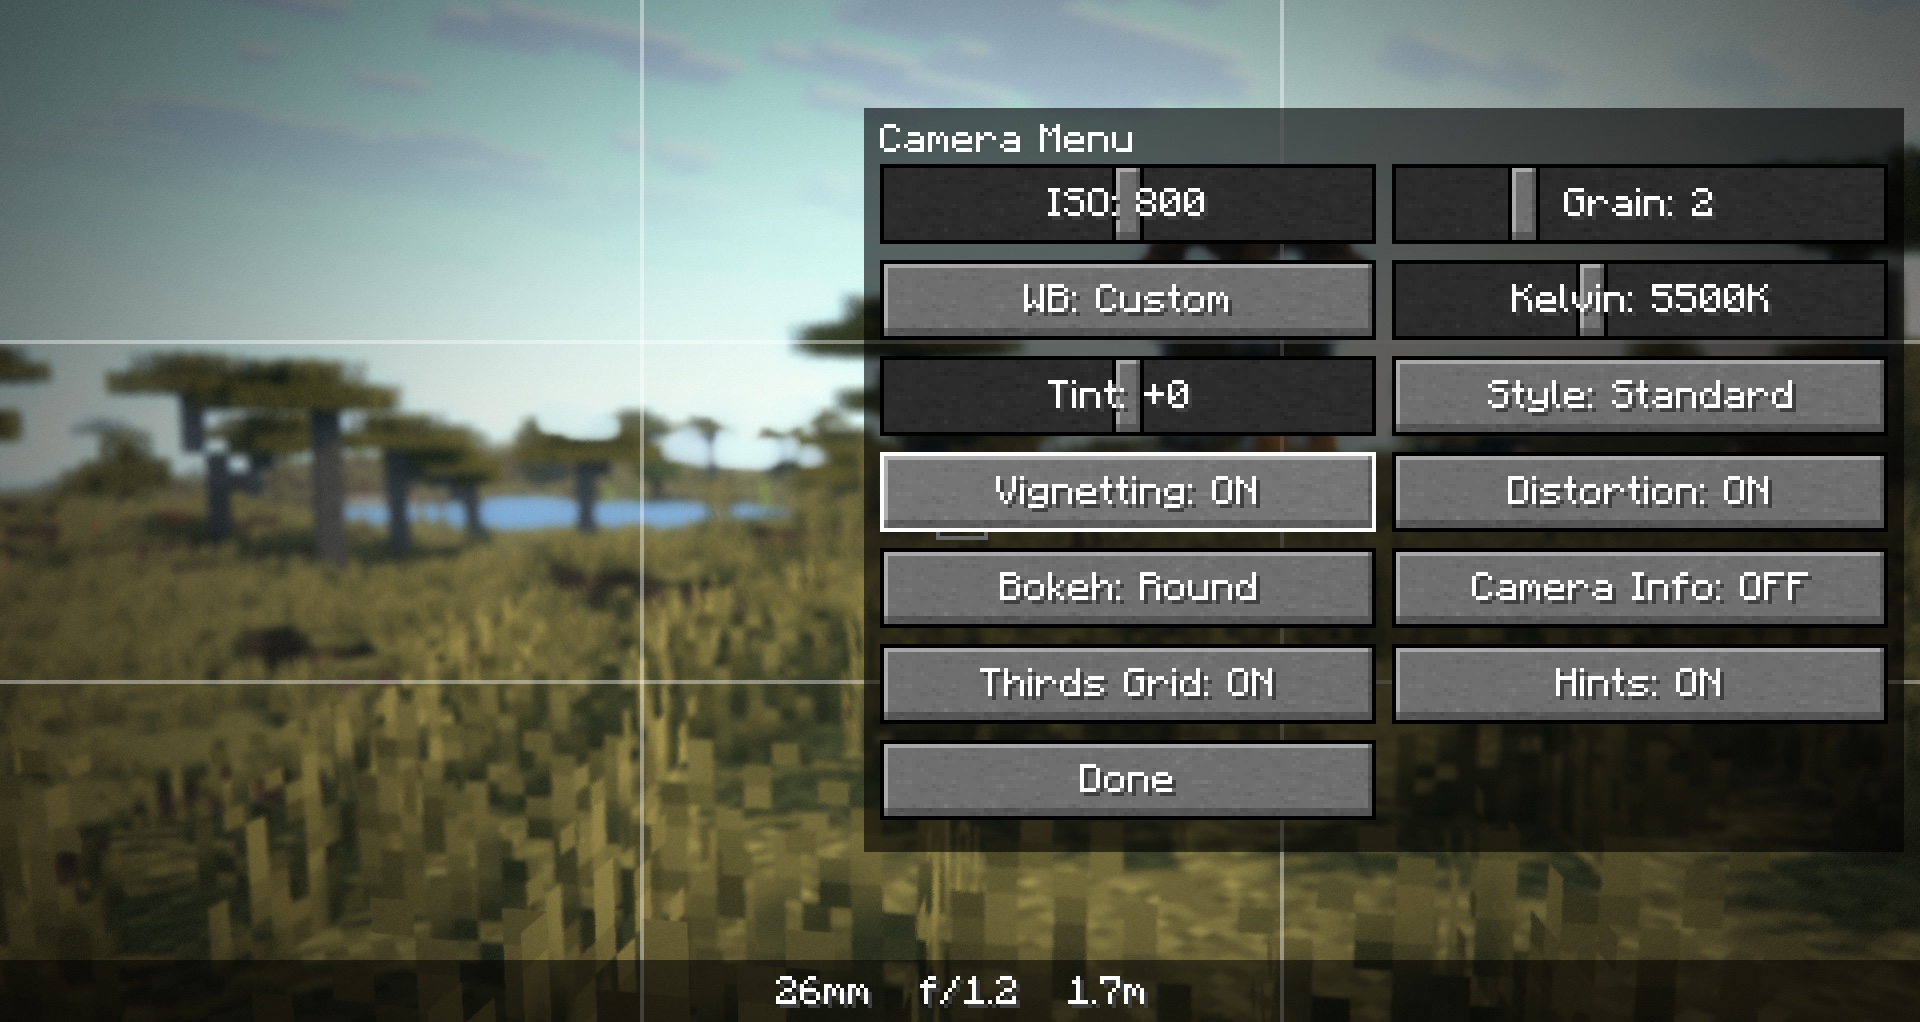 Camera Menu
ISO: 800
Grain: 2
WB: Custom
Kelvin: 5500K
Tint: +0
Style: Standard
Vignetting: ON
Distortion: ON
Bokeh: Round
Camera Info: OFF
Thirds Grid: ON
Hints: ON
Done
26mm f/1.2 1.7m